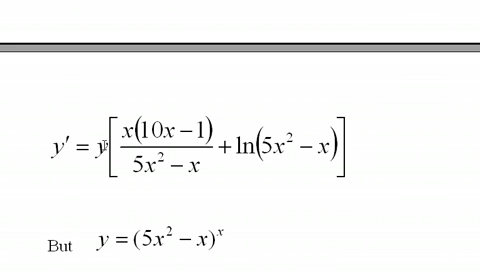 y′ = y[x(10x − 1)/(5x² − x) + ln(5x² − x)]
But y = (5x² − x)ˣ